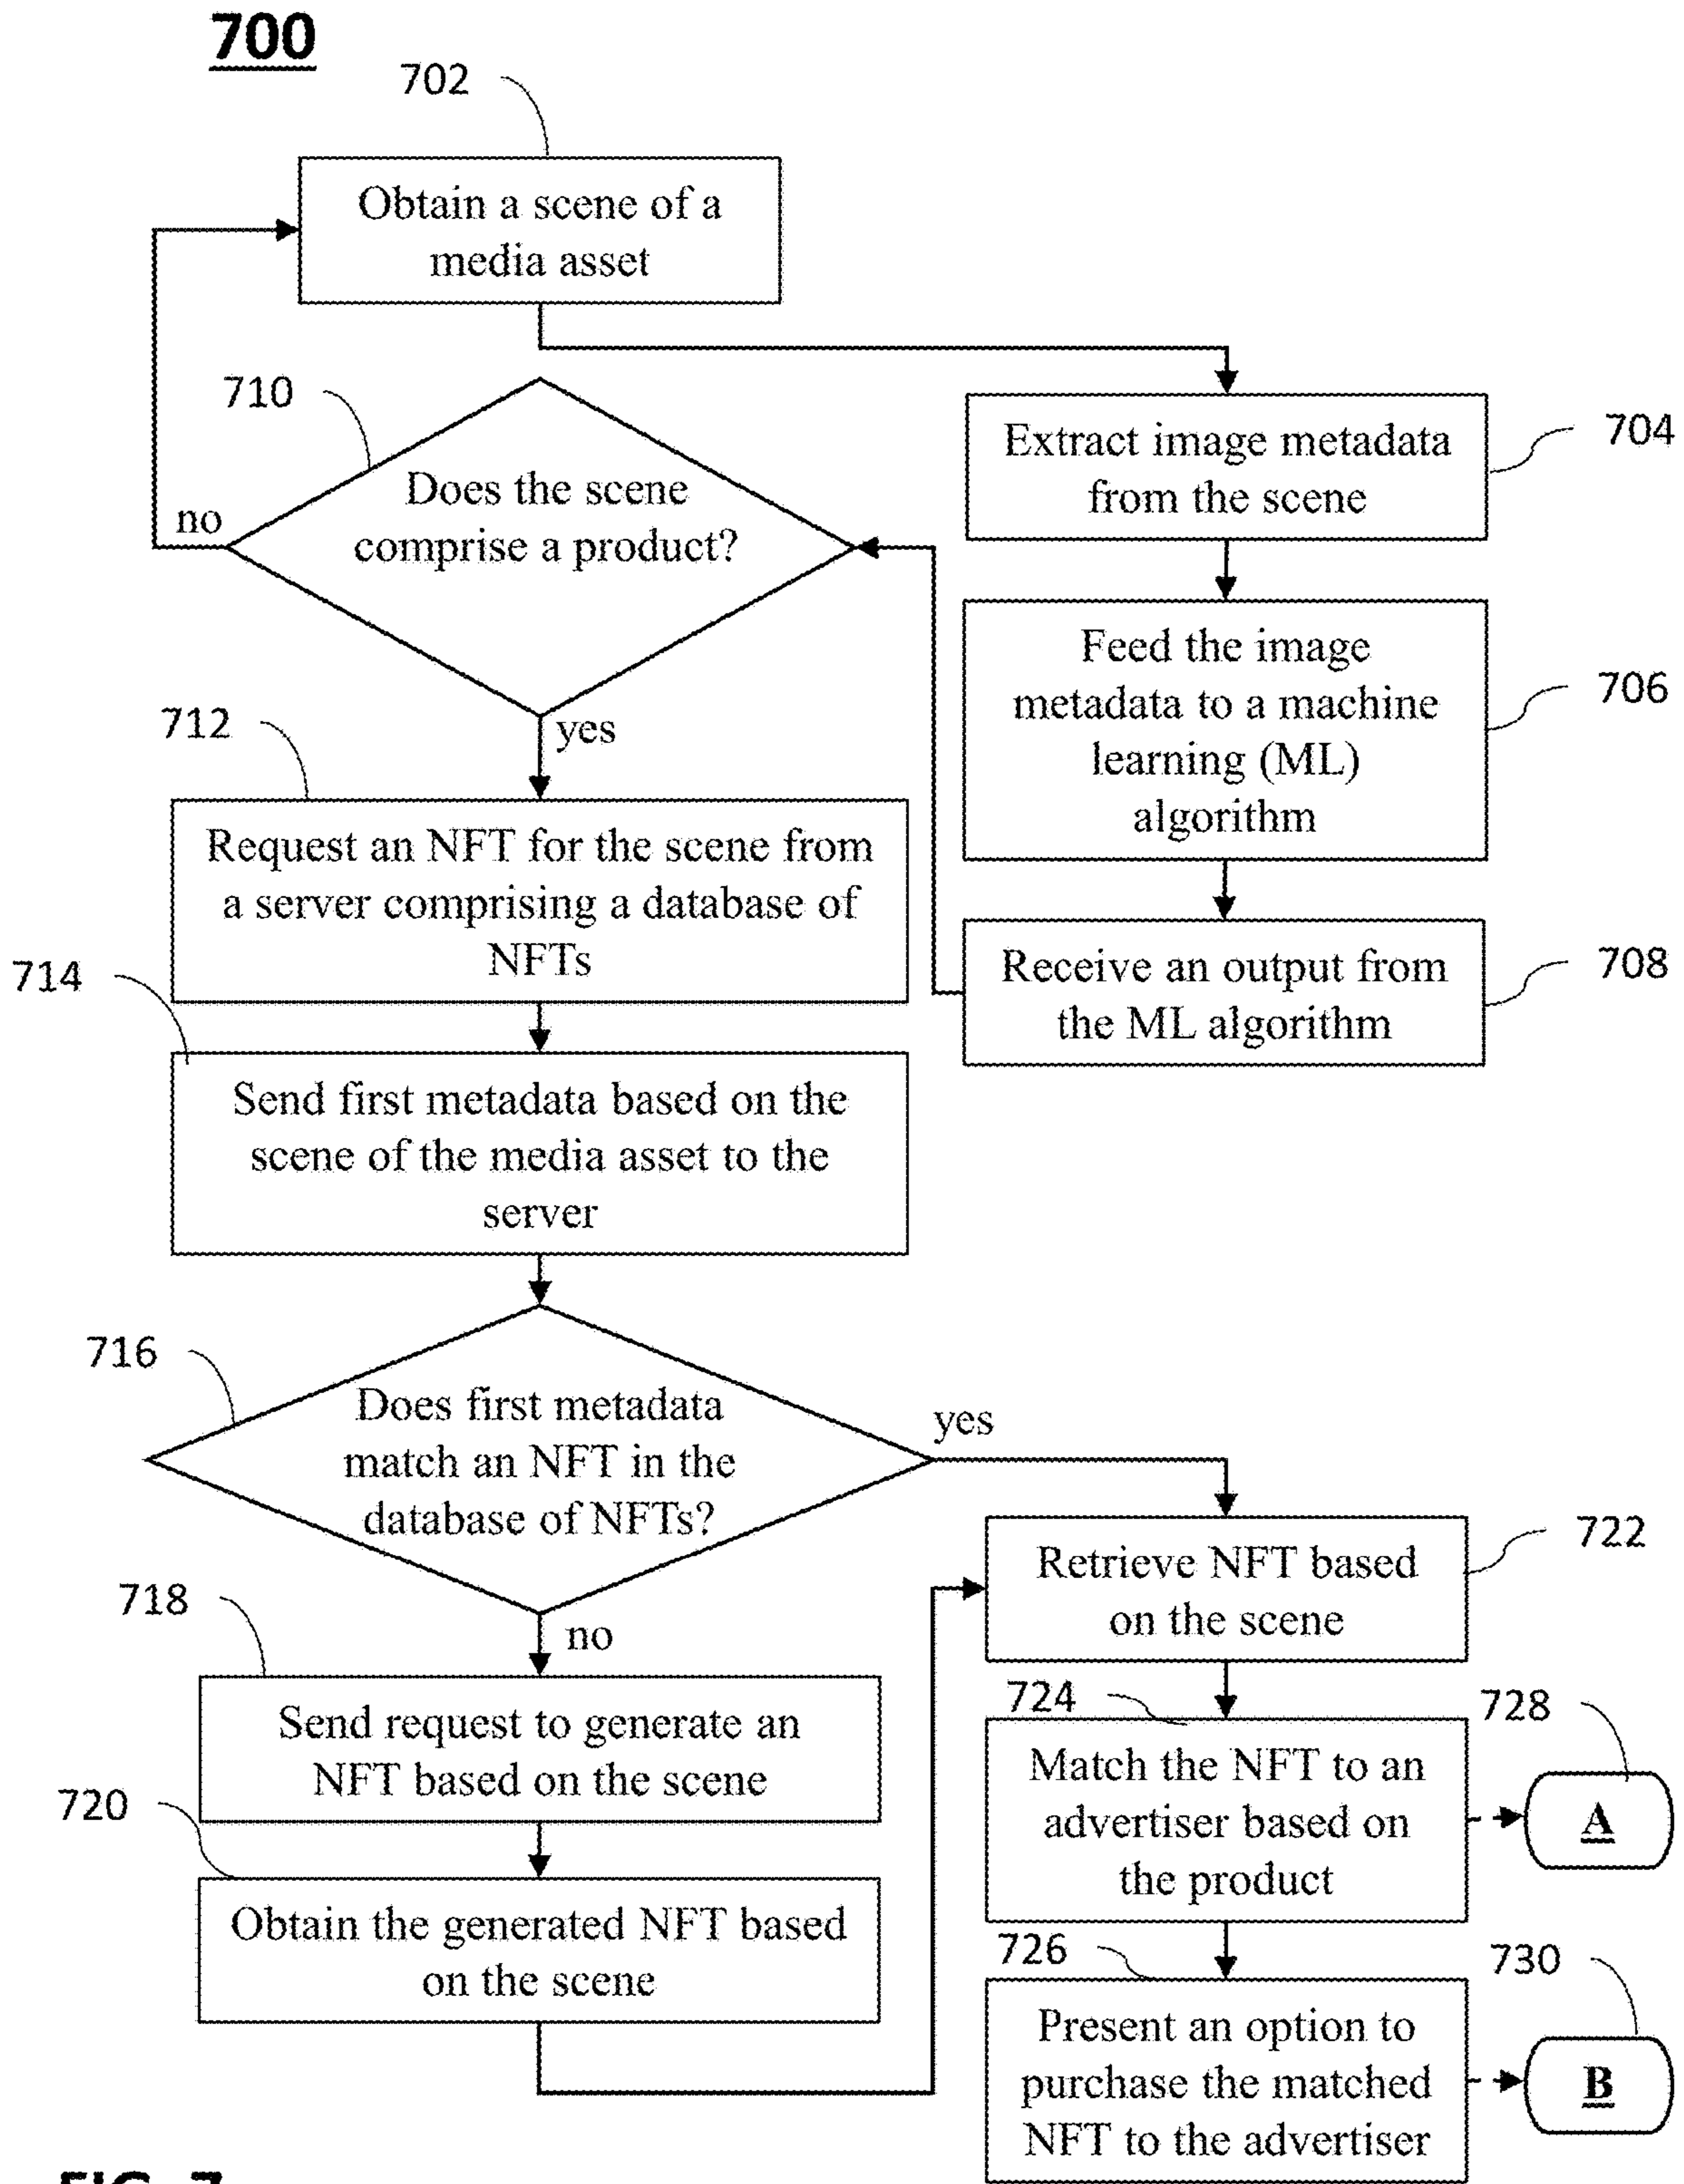 700
702
Obtain a scene of a
media asset
710
Does the scene
comprise a product?
no
yes
Extract image metadata
from the scene
704
Feed the image
metadata to a machine
learning (ML)
algorithm
706
Receive an output from
the ML algorithm
708
712
Request an NFT for the scene from
a server comprising a database of
NFTs
714
Send first metadata based on the
scene of the media asset to the
server
716
Does first metadata
match an NFT in the
database of NFTs?
yes
no
718
Send request to generate an
NFT based on the scene
720
Obtain the generated NFT based
on the scene
722
Retrieve NFT based
on the scene
724
Match the NFT to an
advertiser based on
the product
728
A
726
Present an option to
purchase the matched
NFT to the advertiser
730
B
FIG. 7